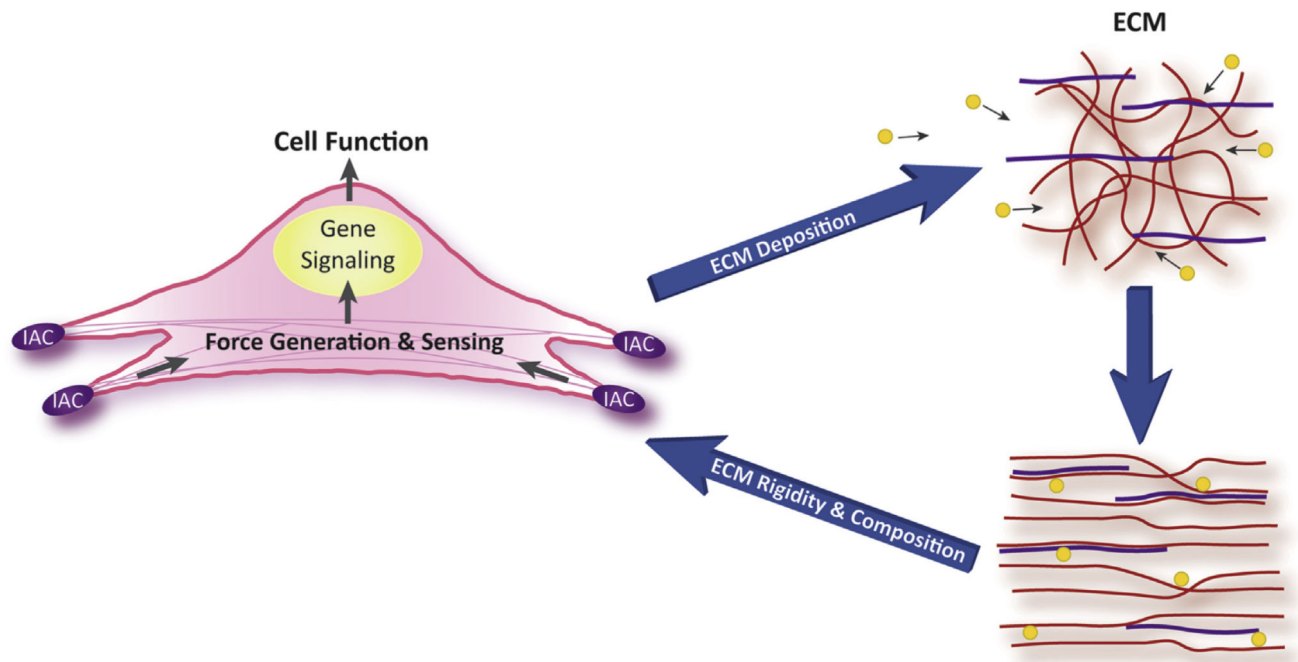 ECM
Cell Function
Gene
Signaling
ECM Deposition
IAC
Force Generation & Sensing
IAC
IAC
IAC
ECM Rigidity & Composition